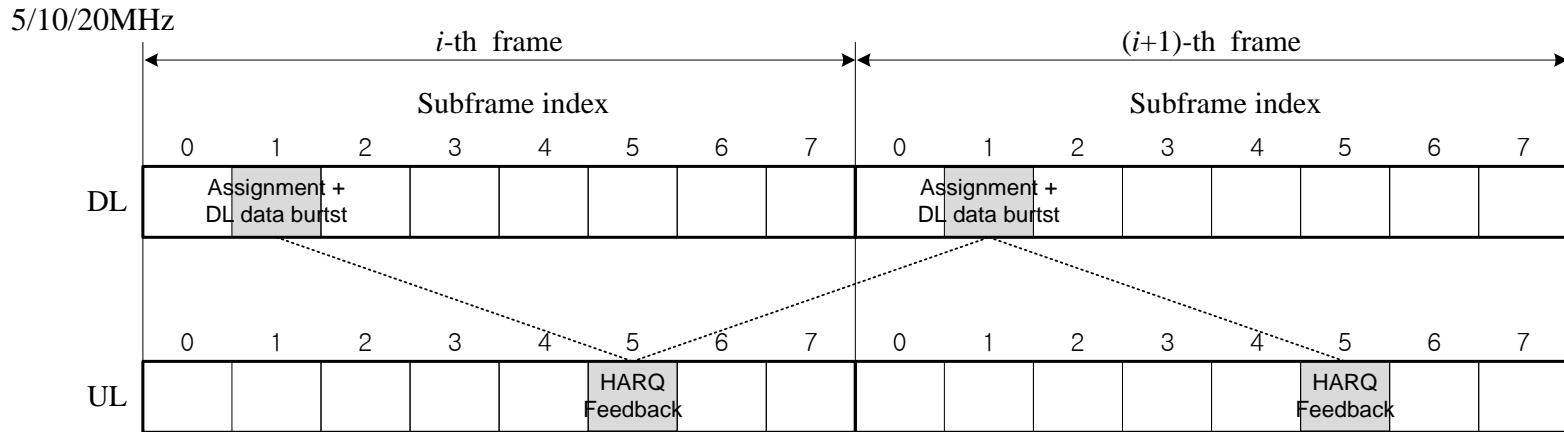 5/10/20MHz
i-th frame (i+1)-th frame
Subframe index Subframe index
0 1 2 3 4 5 6 7 0 1 2 3 4 5 6 7
DL
Assignment +
DL data burtst
Assignment +
DL data burtst
0 1 2 3 4 5 6 7 0 1 2 3 4 5 6 7
UL
HARQ
Feedback
HARQ
Feedback